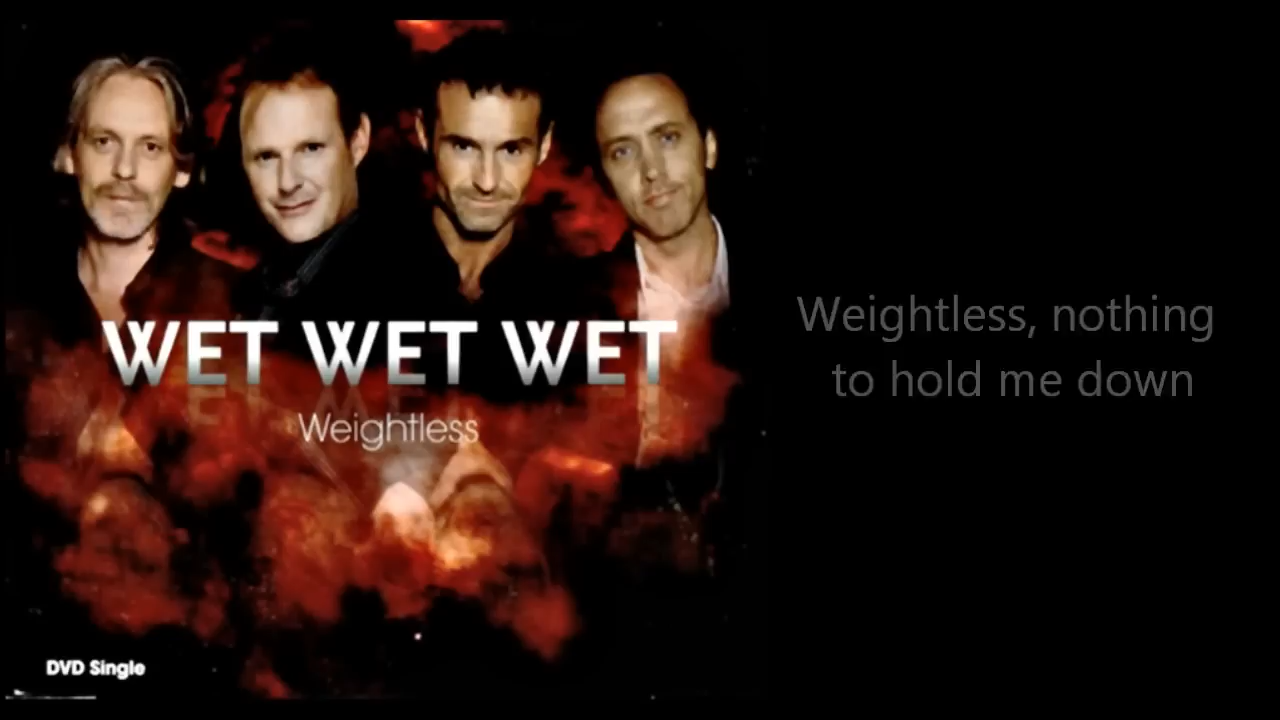 WET WET WET
Weightless
DVD Single
Weightless, nothing
to hold me down